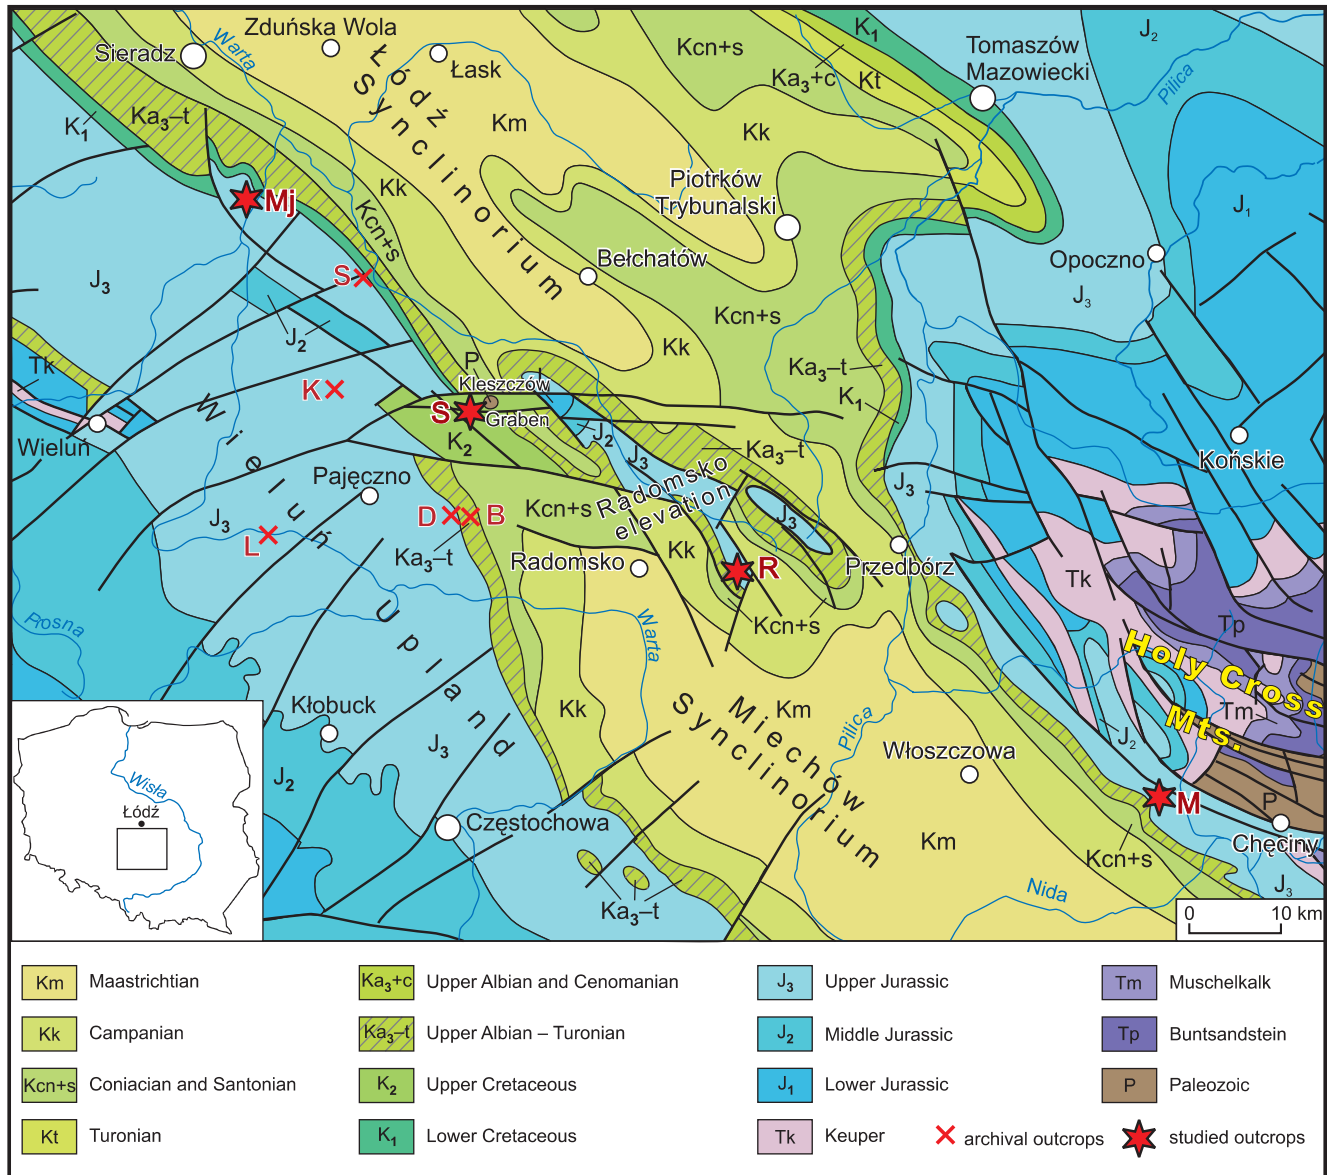 Zduńska Wola
Sieradz
Warta
Łask
Łódź
Synclinorium
Kcn+s
K1
Ka3+c
Kt
Tomaszów
Mazowiecki
J2
Pilica
K1
Ka3–t
Km
Kk
Mj
Kk
Kcn+s
Piotrków
Trybunalski
J1
S
Bełchatów
Opoczno
J3
J3
J2
Kcn+s
Kk
Ka3–t
K1
Tk
K
P
Kleszczów
Graben
S
K2
J2
J3
Ka3–t
Wieluń
Wieluń
Upland
Końskie
Pajęczno
Radomsko
elevation
J3
J3
J3
L
D
B
Kcn+s
Ka3–t
Kk
Radomsko
R
Przedbórz
Tk
Kcn+s
Tp
Prosna
Warta
Holy Cross
Mts.
Kłobuck
Kk
Km
Miechów
Synclinorium
Pilica
Tm
J2
J3
J2
Włoszczowa
Wisła
Łódź
Częstochowa
M
P
Chęciny
Km
Kcn+s
Ka3–t
Nida
J3
0 10 km
Km Maastrichtian
Kk Campanian
Kcn+s Coniacian and Santonian
Kt Turonian
Ka3+c Upper Albian and Cenomanian
Ka3–t Upper Albian – Turonian
K2 Upper Cretaceous
K1 Lower Cretaceous
J3 Upper Jurassic
J2 Middle Jurassic
J1 Lower Jurassic
Tk Keuper
Tm Muschelkalk
Tp Buntsandstein
P Paleozoic
archival outcrops
studied outcrops